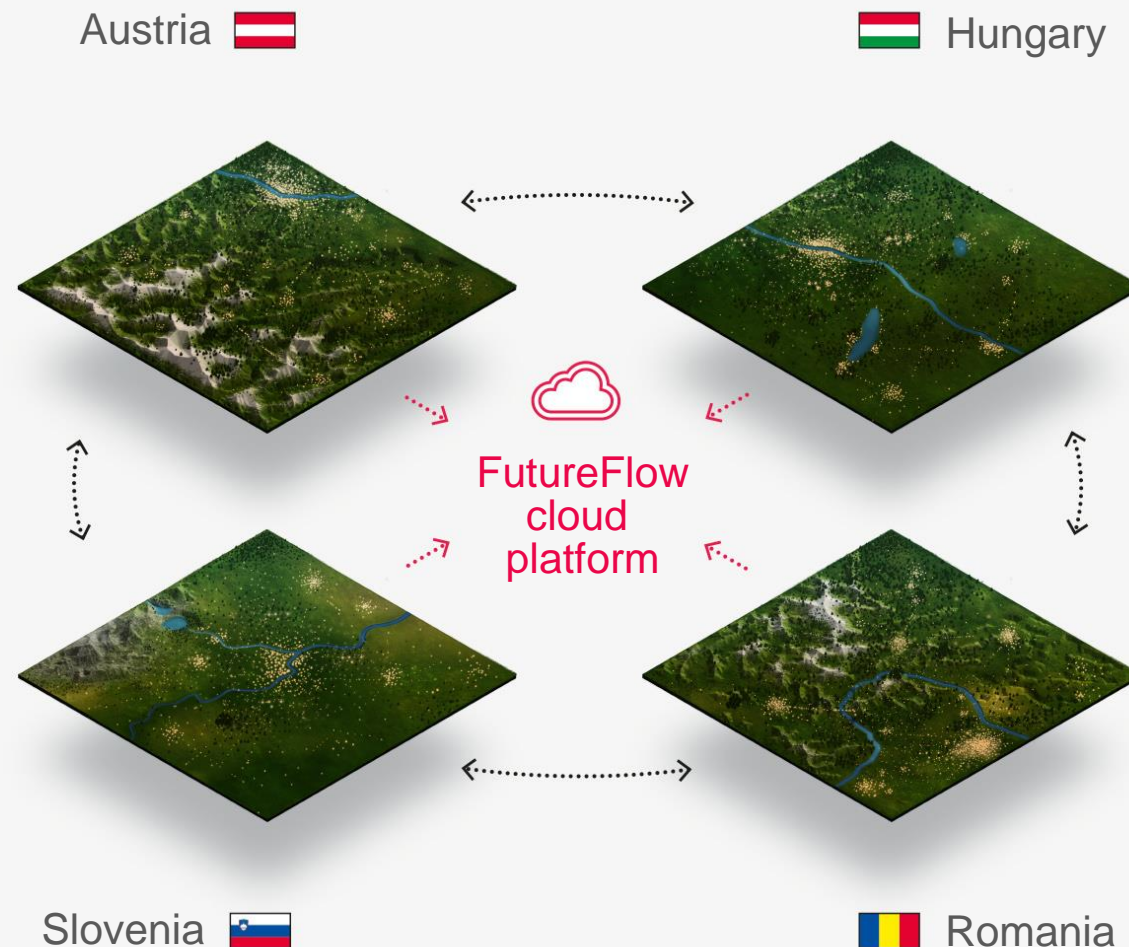 Austria
Hungary
FutureFlow
cloud
platform
Slovenia
Romania